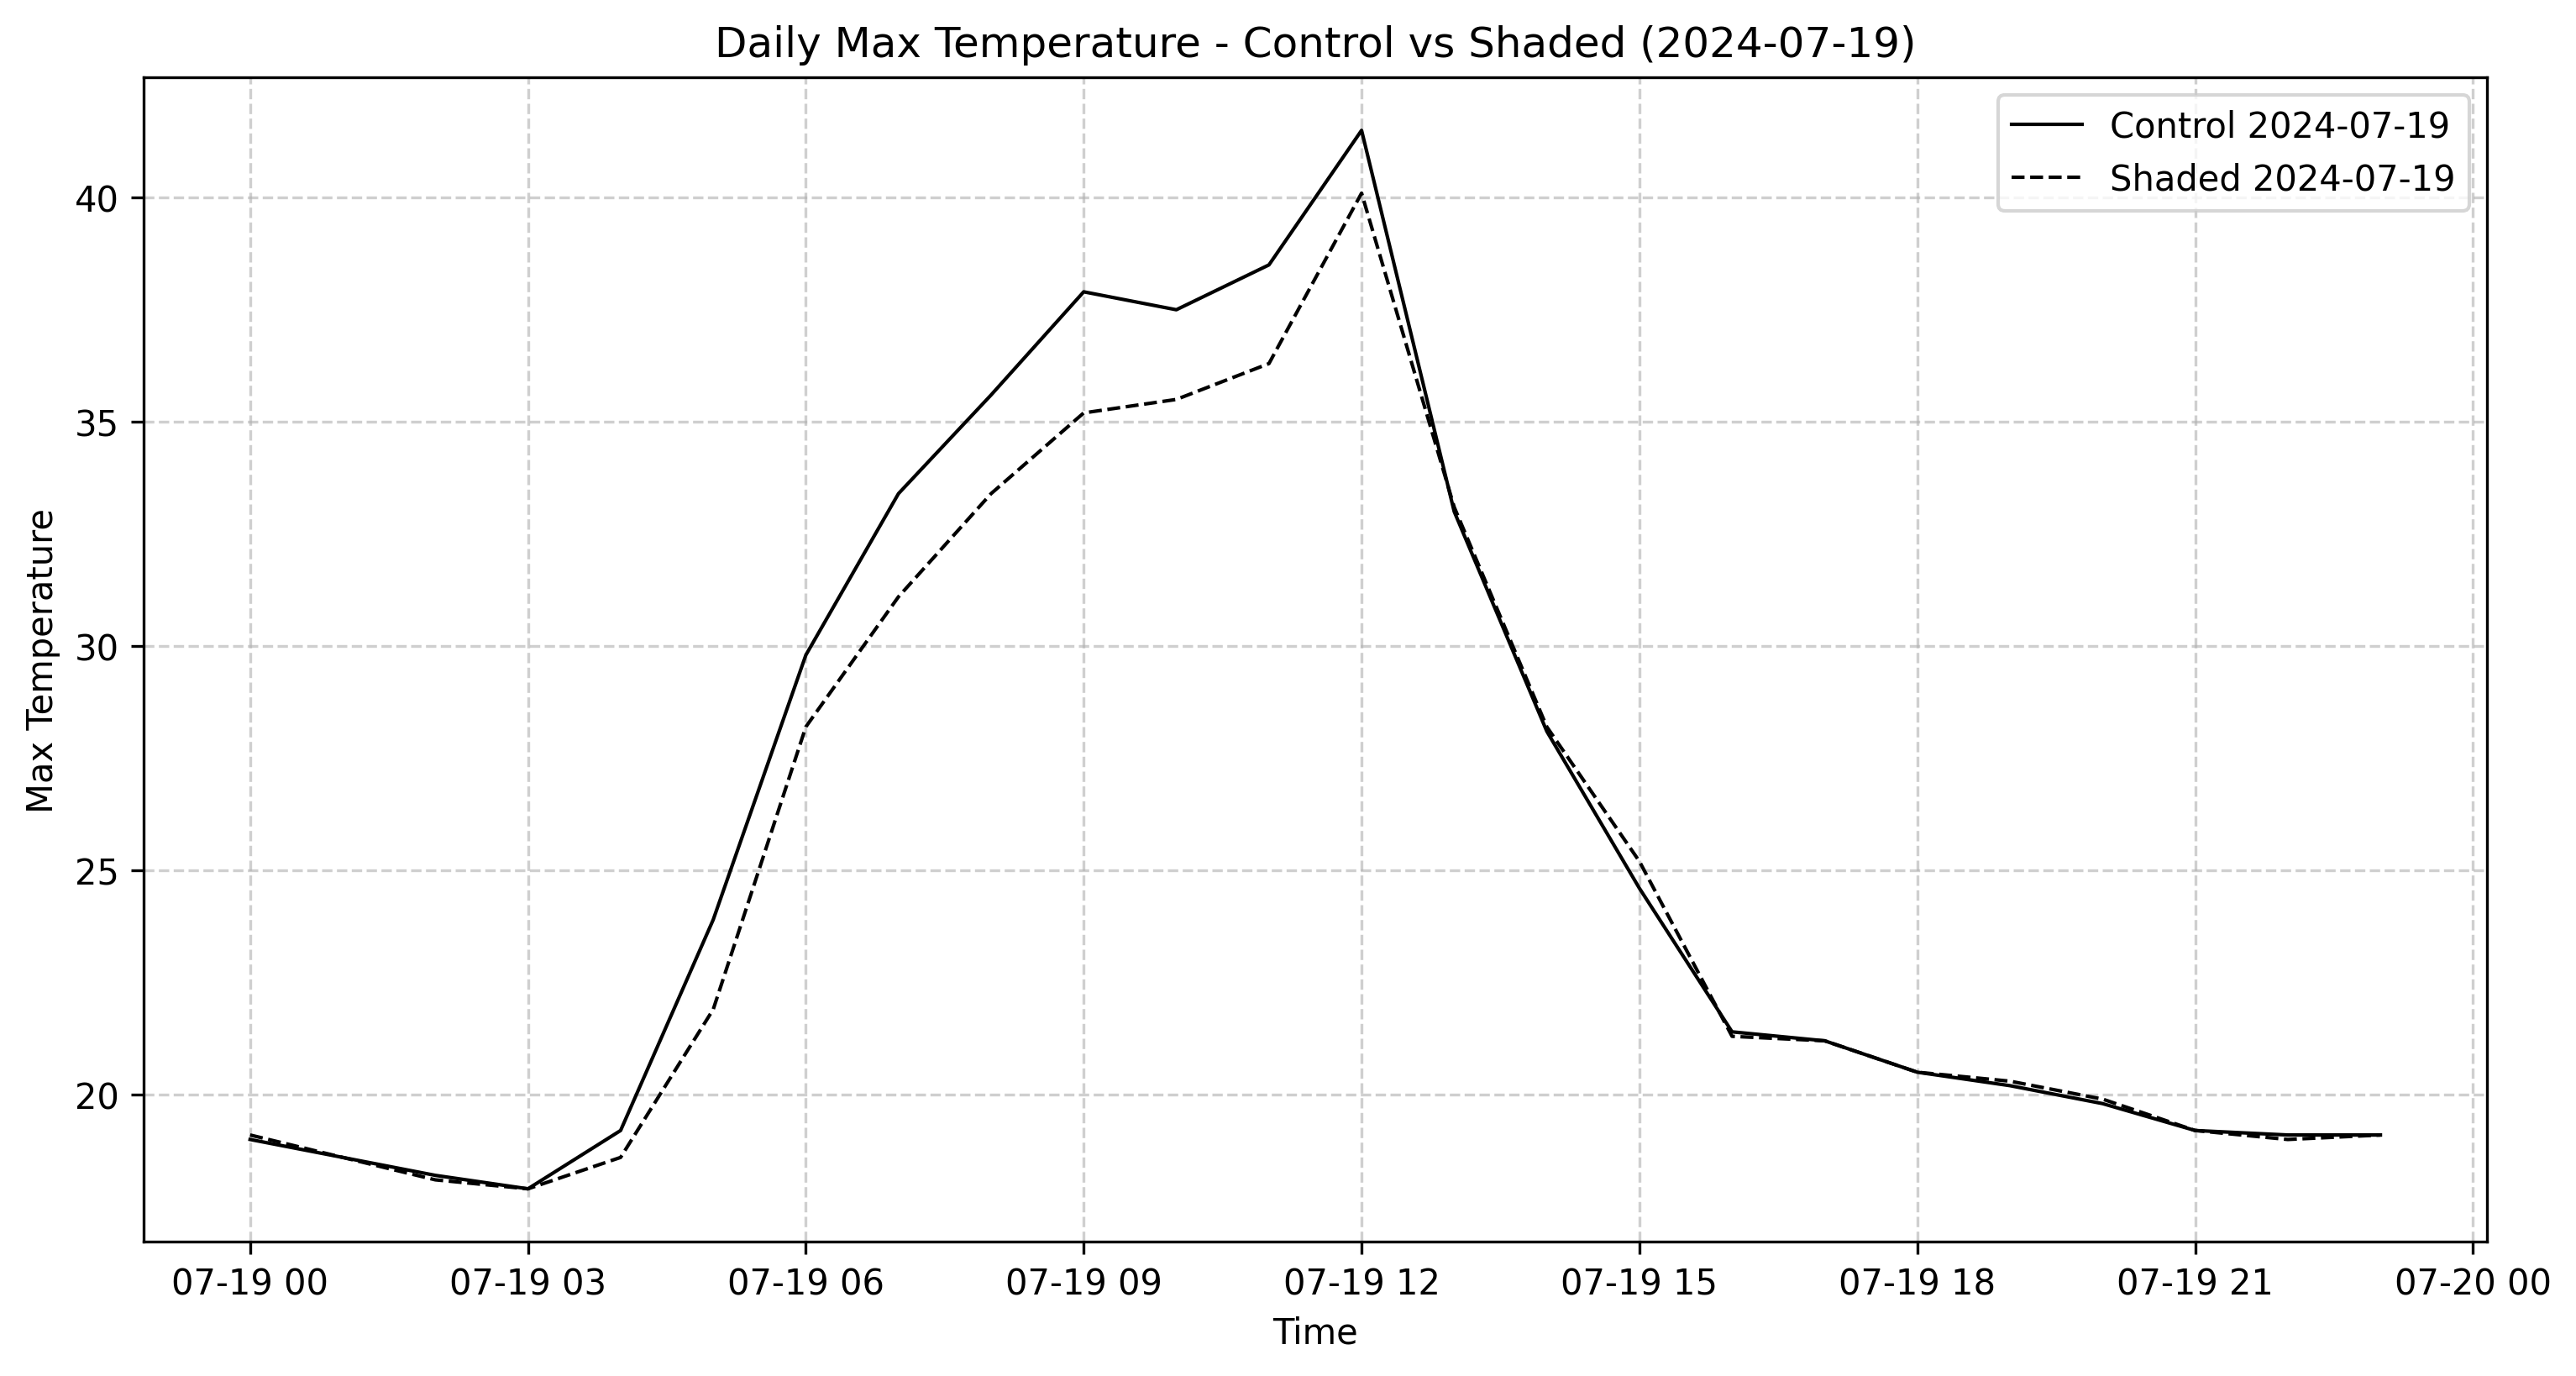 Daily Max Temperature - Control vs Shaded (2024-07-19)
Control 2024-07-19
Shaded 2024-07-19
Max Temperature
40
35
30
25
20
07-19 00 07-19 03 07-19 06 07-19 09 07-19 12 07-19 15 07-19 18 07-19 21 07-20 00
Time